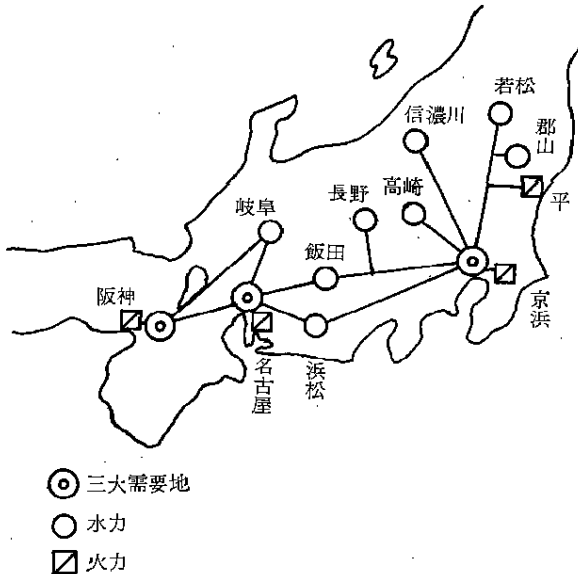 若松
信濃川
郡山
高崎
平
長野
岐阜
飯田
阪神
京浜
浜松
名古屋
三大需要地
水力
火力